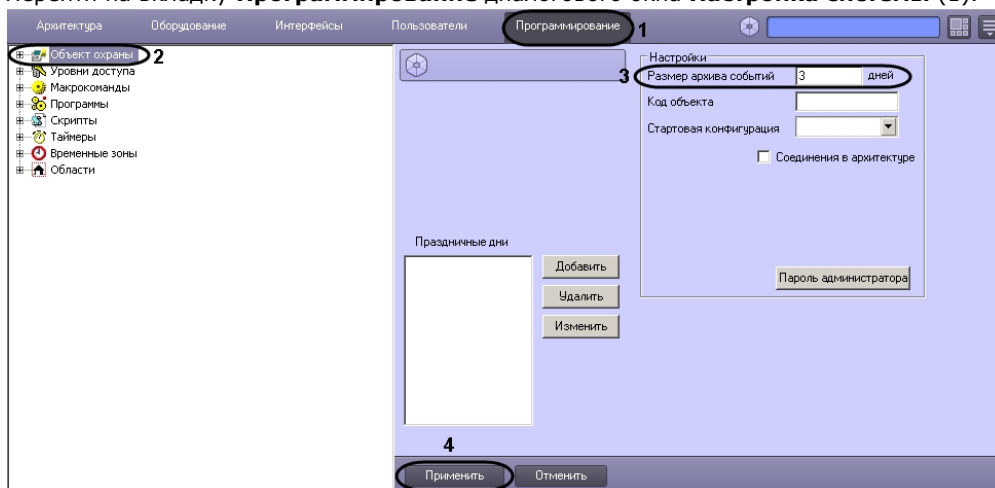 Перейти на вкладку Программирование диалогового окна Настройка системы (1).
Архитектура Оборудование Интерфейсы Пользователи Программирование 1
Объект охраны 2
Уровни доступа
Макрокоманды
Программы
Скрипты
Таймеры
Временные зоны
Области
Настройки
3 Размер архива событий 3 дней
Код объекта
Стартовая конфигурация
Соединения в архитектуре
Пароль администратора
Праздничные дни
Добавить
Удалить
Изменить
4
Применить Отменить